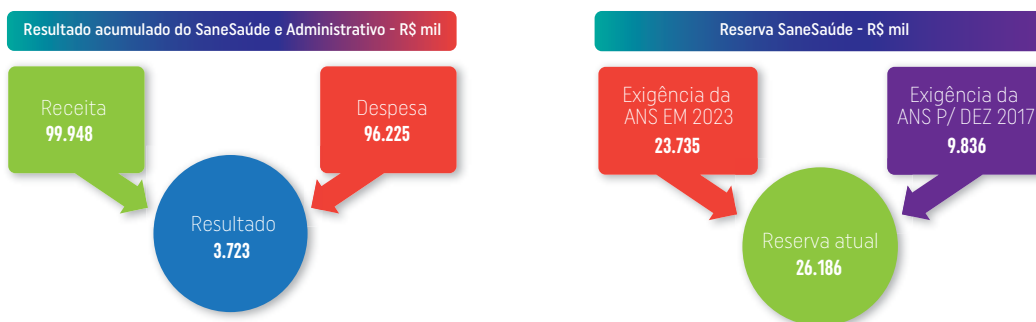 Resultado acumulado do SaneSaúde e Administrativo - R$ mil
Receita
99.948
Despesa
96.225
Resultado
3.723
Reserva SaneSaúde - R$ mil
Exigência da
ANS EM 2023
23.735
Exigência da
ANS P/ DEZ 2017
9.836
Reserva atual
26.186